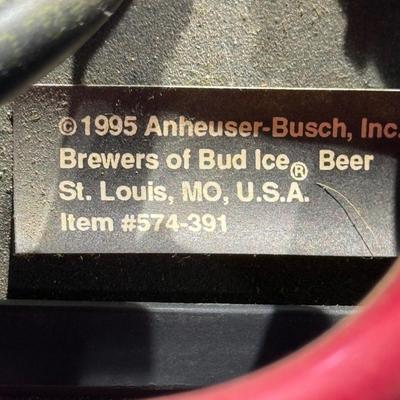 ©1995 Anheuser-Busch, Inc.
Brewers of Bud Ice® Beer
St. Louis, MO, U.S.A.
Item #574-391